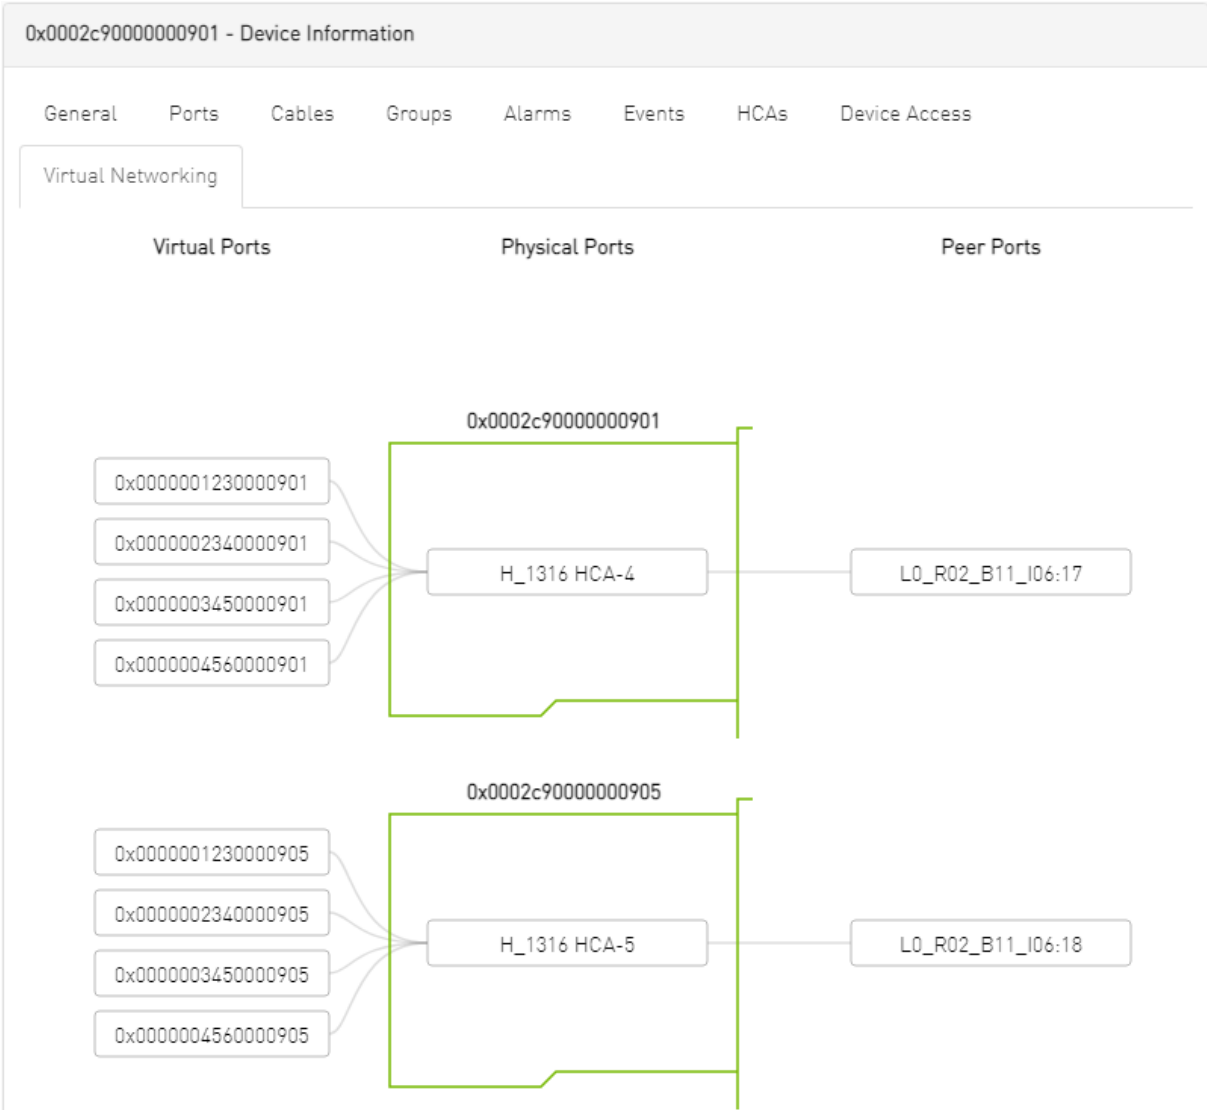 0x0002c90000000901 - Device Information
General Ports Cables Groups Alarms Events HCAs Device Access
Virtual Networking
Virtual Ports Physical Ports Peer Ports
0x0002c90000000901
0x0000001230000901
0x0000002340000901
H_1316 HCA-4 L0_R02_B11_I06:17
0x0000003450000901
0x0000004560000901
0x0002c90000000905
0x0000001230000905
0x0000002340000905
H_1316 HCA-5 L0_R02_B11_I06:18
0x0000003450000905
0x0000004560000905